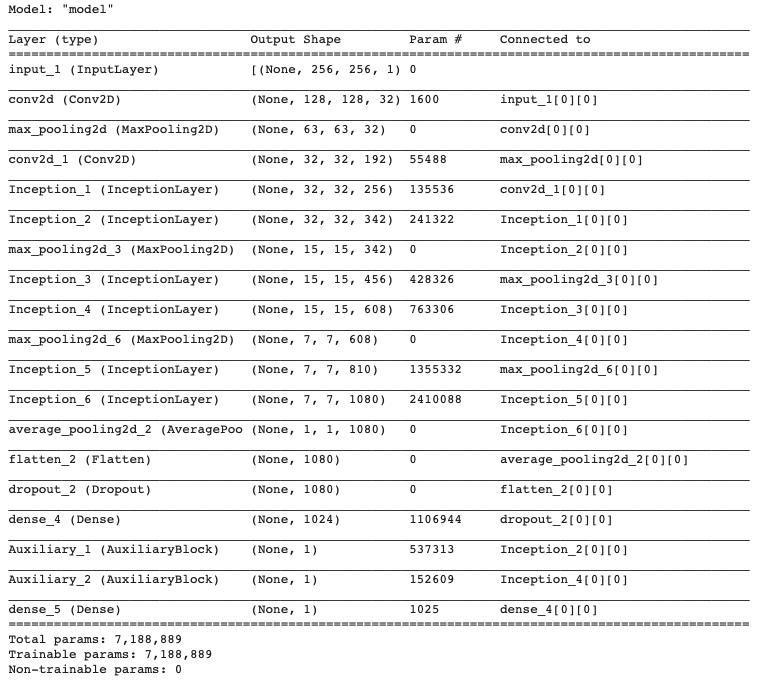 Model: "model"
Layer (type) Output Shape Param # Connected to
input_1 (InputLayer) [(None, 256, 256, 1) 0
conv2d (Conv2D) (None, 128, 128, 32) 1600 input_1[0][0]
max_pooling2d (MaxPooling2D) (None, 63, 63, 32) 0 conv2d[0][0]
conv2d_1 (Conv2D) (None, 32, 32, 192) 55488 max_pooling2d[0][0]
Inception_1 (InceptionLayer) (None, 32, 32, 256) 135536 conv2d_1[0][0]
Inception_2 (InceptionLayer) (None, 32, 32, 342) 241322 Inception_1[0][0]
max_pooling2d_3 (MaxPooling2D) (None, 15, 15, 342) 0 Inception_2[0][0]
Inception_3 (InceptionLayer) (None, 15, 15, 456) 428326 max_pooling2d_3[0][0]
Inception_4 (InceptionLayer) (None, 15, 15, 608) 763306 Inception_3[0][0]
max_pooling2d_6 (MaxPooling2D) (None, 7, 7, 608) 0 Inception_4[0][0]
Inception_5 (InceptionLayer) (None, 7, 7, 810) 1355332 max_pooling2d_6[0][0]
Inception_6 (InceptionLayer) (None, 7, 7, 1080) 2410088 Inception_5[0][0]
average_pooling2d_2 (AveragePoo (None, 1, 1, 1080) 0 Inception_6[0][0]
flatten_2 (Flatten) (None, 1080) 0 average_pooling2d_2[0][0]
dropout_2 (Dropout) (None, 1080) 0 flatten_2[0][0]
dense_4 (Dense) (None, 1024) 1106944 dropout_2[0][0]
Auxiliary_1 (AuxiliaryBlock) (None, 1) 537313 Inception_2[0][0]
Auxiliary_2 (AuxiliaryBlock) (None, 1) 152609 Inception_4[0][0]
dense_5 (Dense) (None, 1) 1025 dense_4[0][0]
Total params: 7,188,889
Trainable params: 7,188,889
Non-trainable params: 0